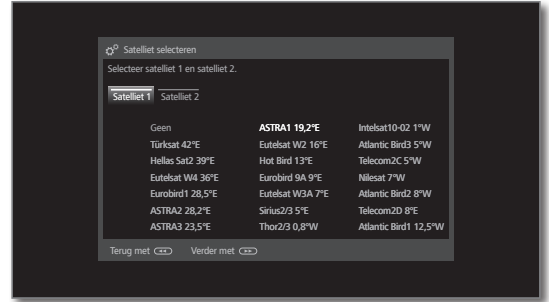 Satelliet selecteren
Selecteer satelliet 1 en satelliet 2.
Satelliet 1 Satelliet 2
Geen ASTRA1 19,2°E Intelsat10-02 1°W
Türksat 42°E Eutelsat W2 16°E Atlantic Bird3 5°W
Hellas Sat2 39°E Hot Bird 13°E Telecom2C 5°W
Eutelsat W4 36°E Eurobird 9A 9°E Nilesat 7°W
Eurobird1 28,5°E Eutelsat W3A 7°E Atlantic Bird2 8°W
ASTRA2 28,2°E Sirius2/3 5°E Telecom2D 8°E
ASTRA3 23,5°E Thor2/3 0,8°W Atlantic Bird1 12,5°W
Terug met Verder met